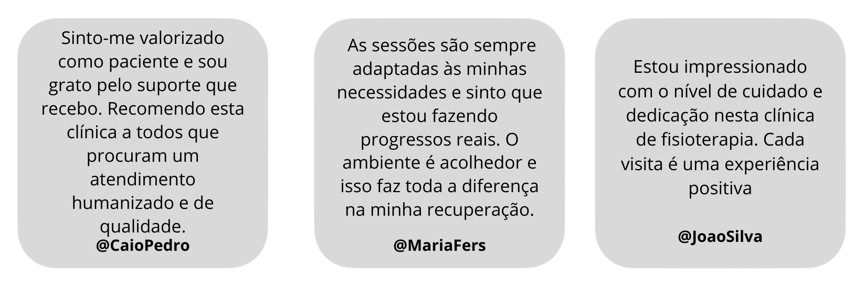 Sinto-me valorizado
como paciente e sou
grato pelo suporte que
recebo. Recomendo esta
clínica a todos que
procuram um
atendimento
humanizado e de
qualidade.
@CaioPedro
As sessões são sempre
adaptadas às minhas
necessidades e sinto que
estou fazendo
progressos reais. O
ambiente é acolhedor e
isso faz toda a diferença
na minha recuperação.
@MariaFers
Estou impressionado
com o nível de cuidado e
dedicação nesta clínica
de fisioterapia. Cada
visita é uma experiência
positiva
@JoaoSilva